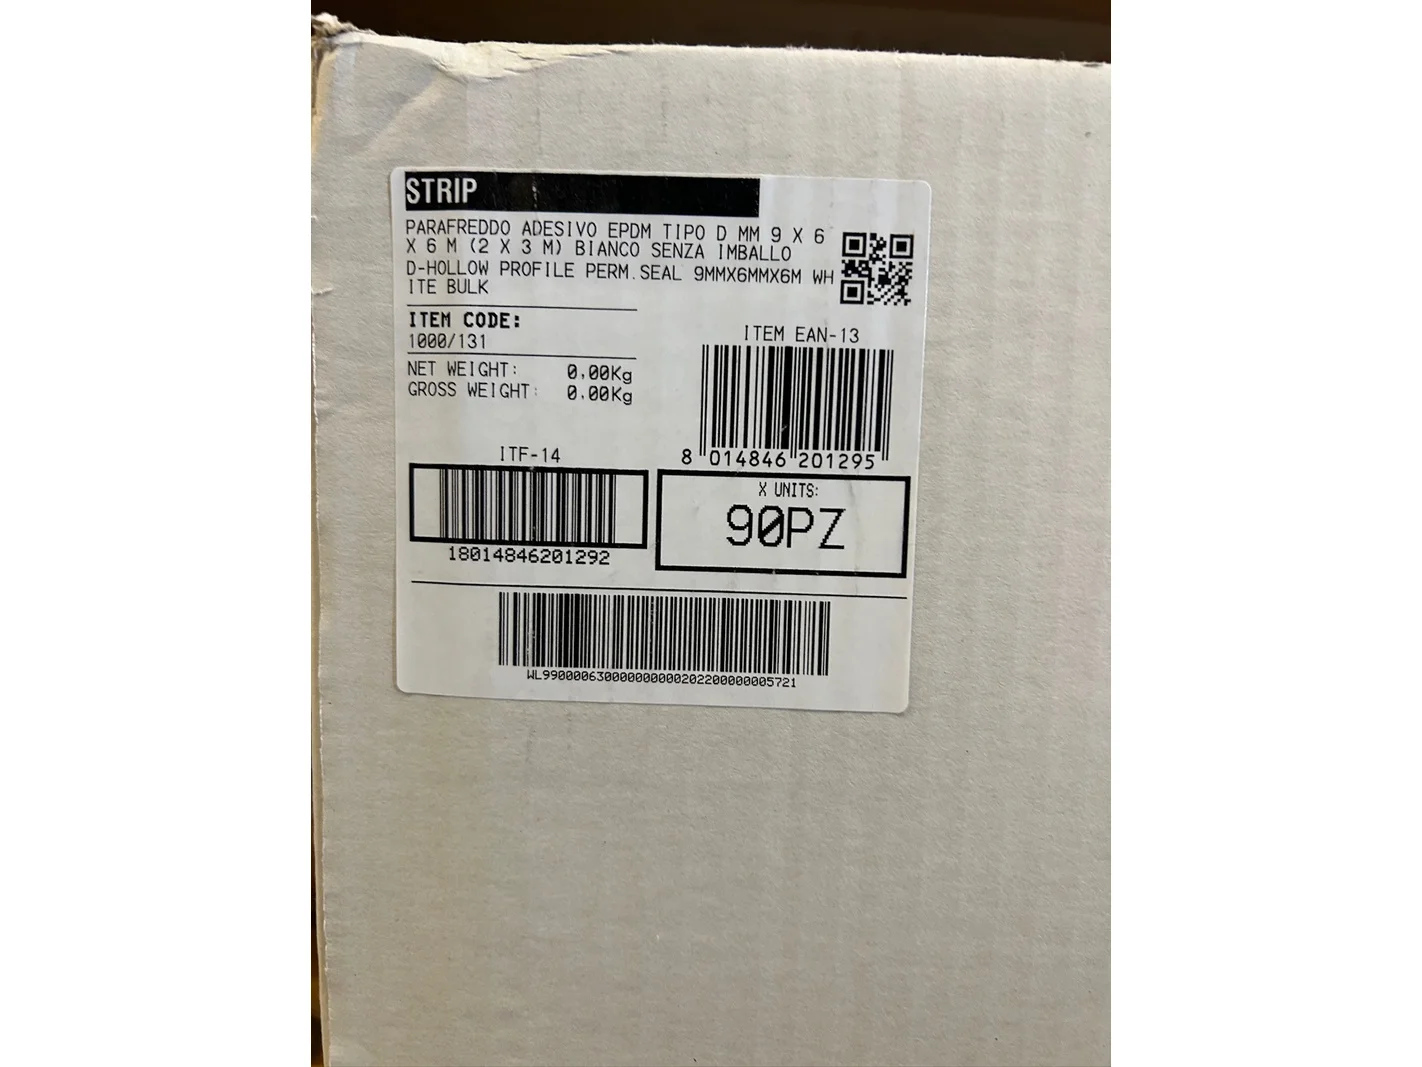 STRIP
PARAFREDDO ADESIVO EPDM TIPO D MM 9 X 6
X 6 M (2 X 3 M) BIANCO SENZA IMBALLO
D-HOLLOW PROFILE PERM.SEAL 9MMX6MMX6M WH
ITE BULK
ITEM CODE:
1000/131
NET WEIGHT: 0,00Kg
GROSS WEIGHT: 0,00Kg
ITEM EAN-13
8 014846 201295
ITF-14
18014846201292
X UNITS:
90PZ
WL99000063000000000020220000005721